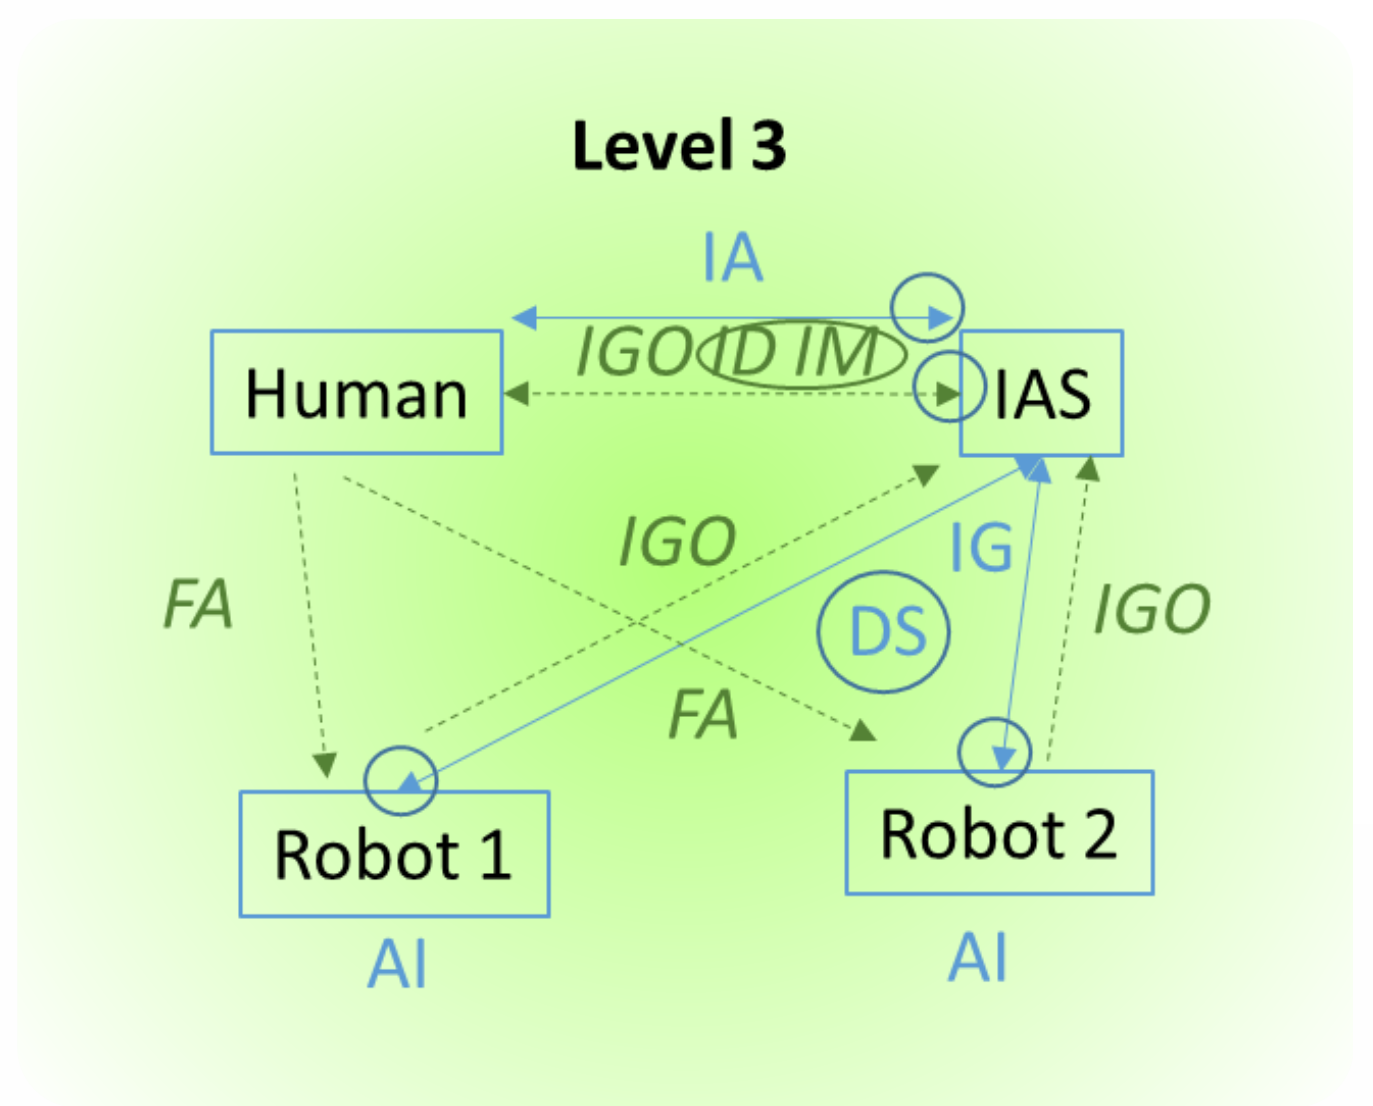 Level 3
IA
IGO ID IM
Human
IAS
IGO
IG
FA
DS
IGO
FA
Robot 1
Robot 2
AI
AI